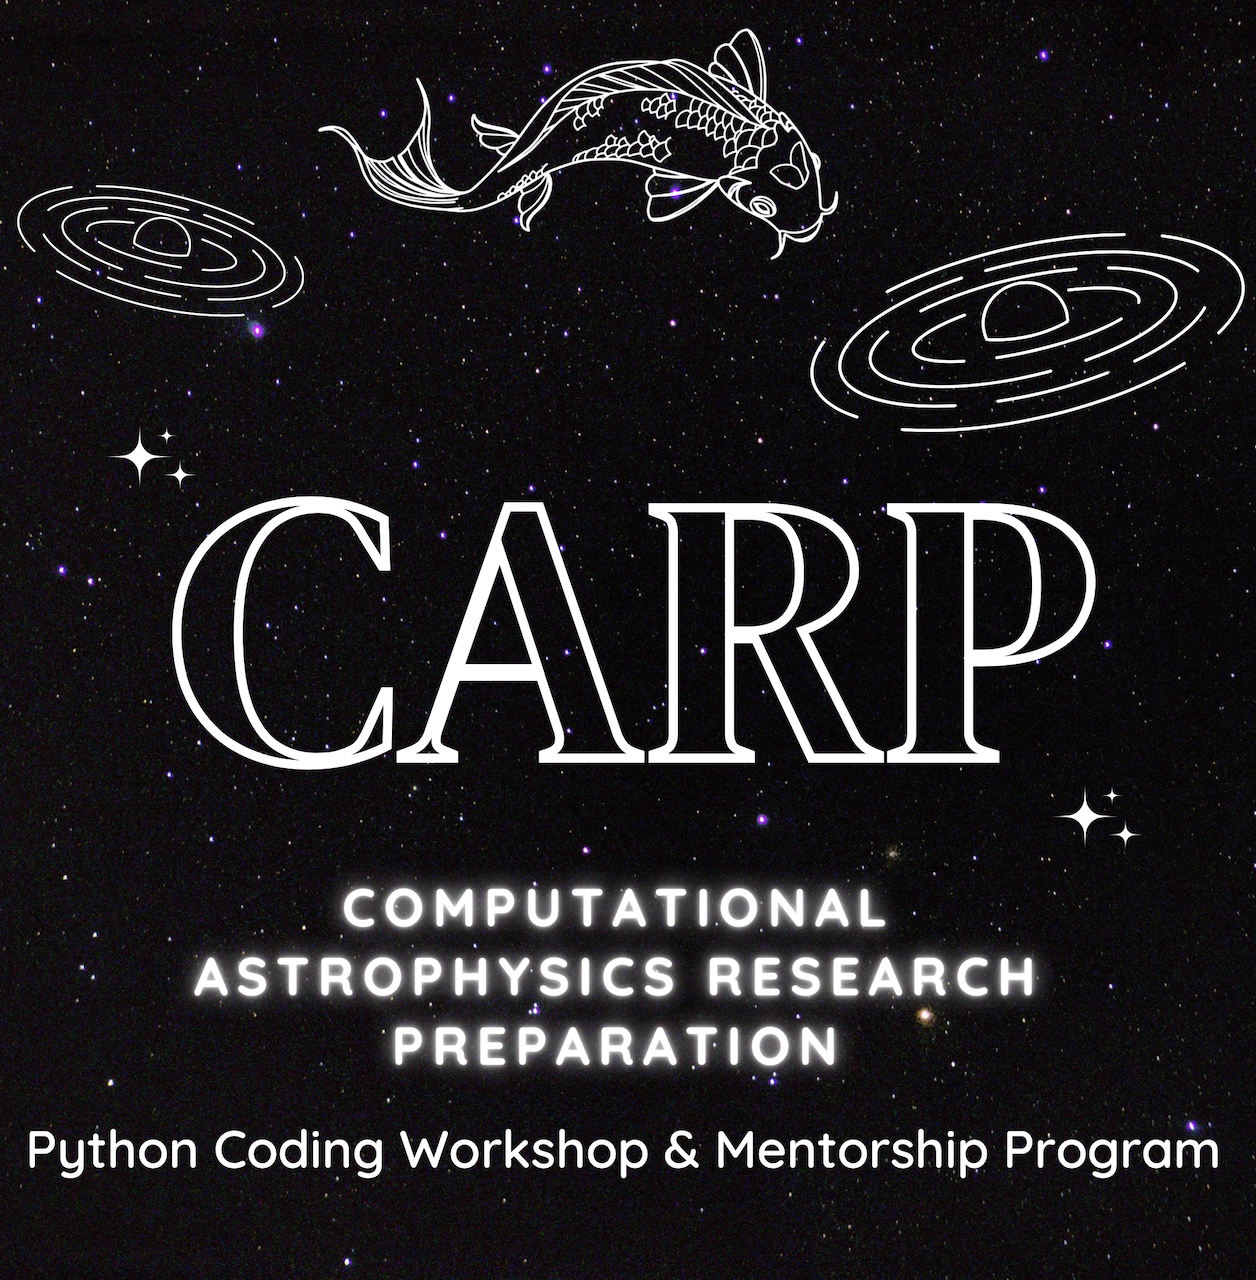 CARP
COMPUTATIONAL
ASTROPHYSICS RESEARCH
PREPARATION
Python Coding Workshop & Mentorship Program